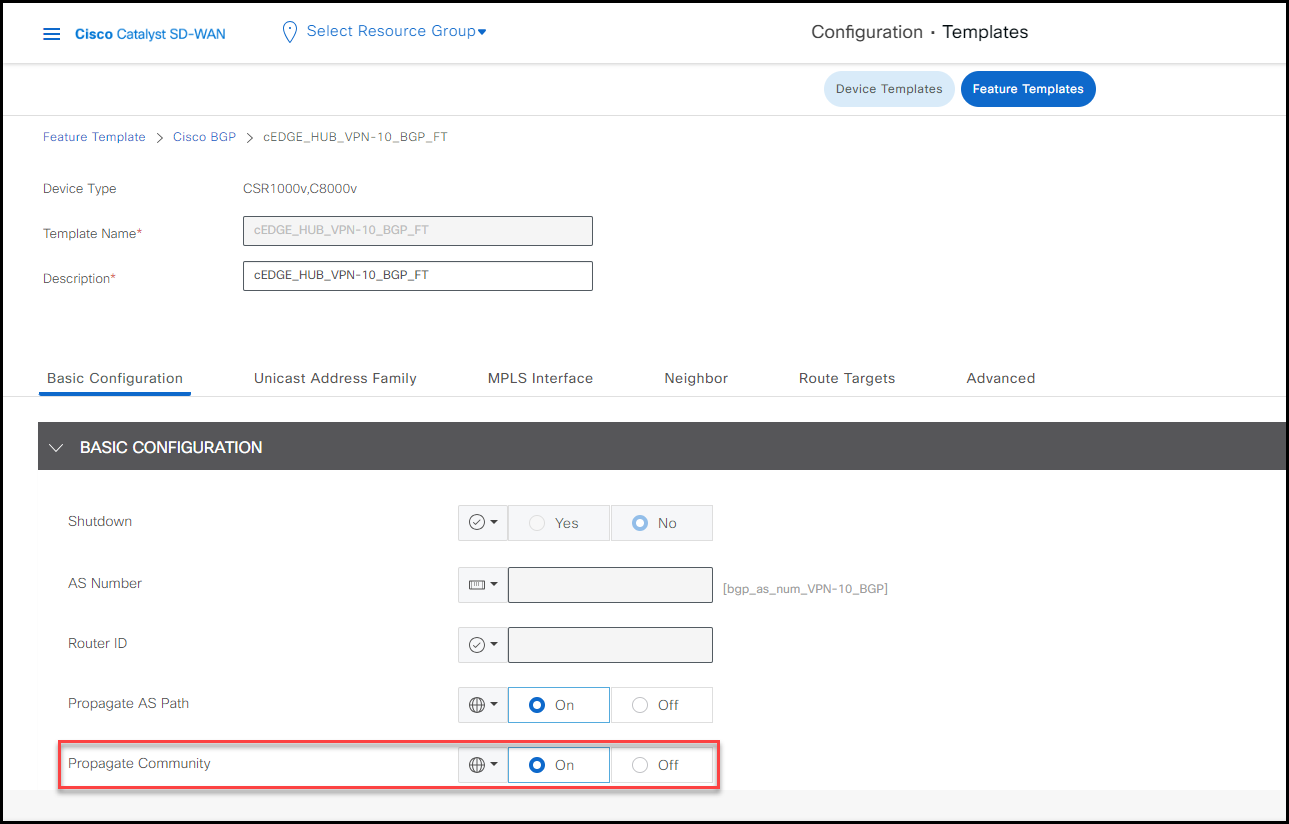 Cisco Catalyst SD-WAN
Select Resource Group
Configuration · Templates
Device Templates
Feature Templates
Feature Template > Cisco BGP > cEDGE_HUB_VPN-10_BGP_FT
Device Type CSR1000v,C8000v
Template Name* cEDGE_HUB_VPN-10_BGP_FT
Description* cEDGE_HUB_VPN-10_BGP_FT
Basic Configuration Unicast Address Family MPLS Interface Neighbor Route Targets Advanced
BASIC CONFIGURATION
Shutdown Yes No
AS Number [bgp_as_num_VPN-10_BGP]
Router ID
Propagate AS Path On Off
Propagate Community On Off